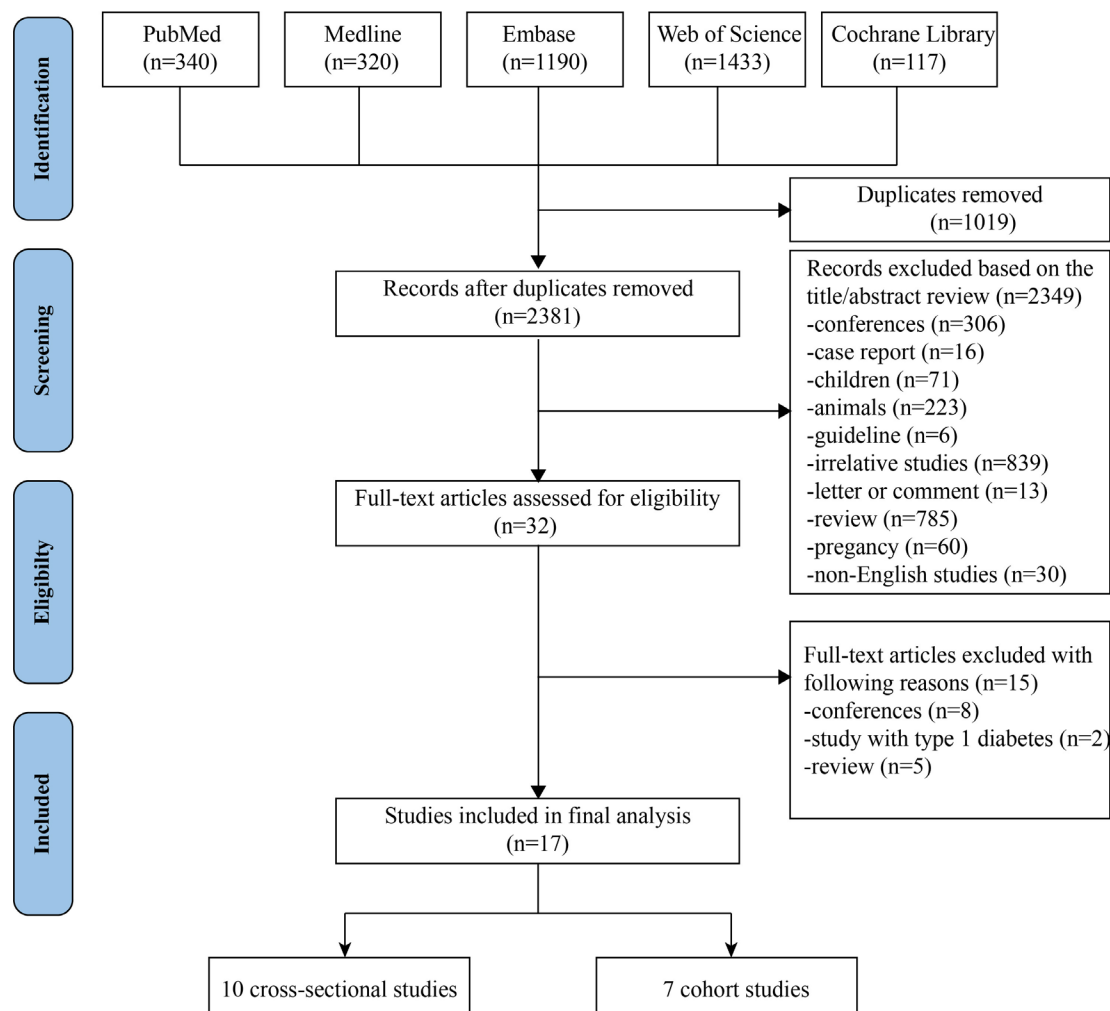 PubMed
(n=340)
Medline
(n=320)
Embase
(n=1190)
Web of Science
(n=1433)
Cochrane Library
(n=117)
Identification
Duplicates removed
(n=1019)
Screening
Records after duplicates removed
(n=2381)
Records excluded based on the
title/abstract review (n=2349)
-conferences (n=306)
-case report (n=16)
-children (n=71)
-animals (n=223)
-guideline (n=6)
-irrelative studies (n=839)
-letter or comment (n=13)
-review (n=785)
-pregancy (n=60)
-non-English studies (n=30)
Eligibilty
Full-text articles assessed for eligibility
(n=32)
Full-text articles excluded with
following reasons (n=15)
-conferences (n=8)
-study with type 1 diabetes (n=2)
-review (n=5)
Included
Studies included in final analysis
(n=17)
10 cross-sectional studies
7 cohort studies